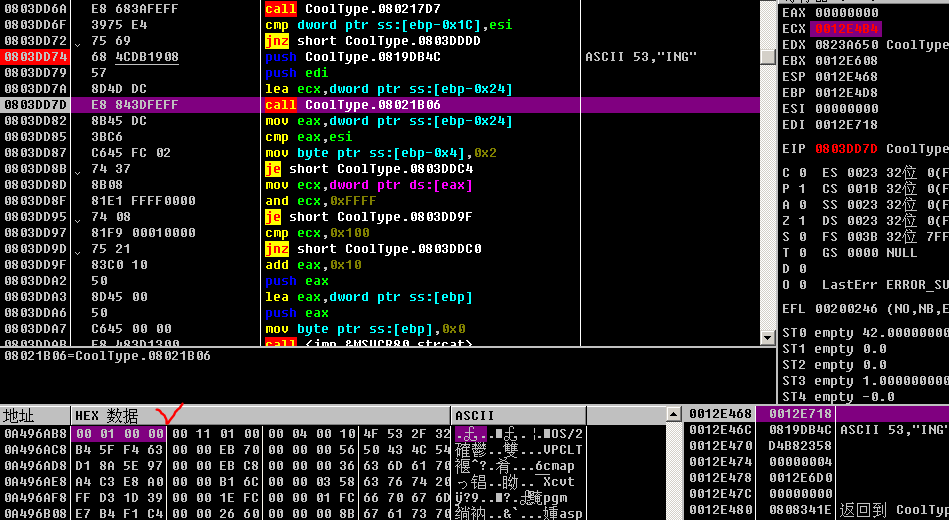 0803DD6A E8 683AFEFF call CoolType.080217D7
0803DD6F 3975 E4 cmp dword ptr ss:[ebp-0x1C],esi
0803DD72 75 69 jnz short CoolType.0803DDDD
0803DD74 68 4CDB1908 push CoolType.0819DB4C ASCII 53,"ING"
0803DD79 57 push edi
0803DD7A 8D4D DC lea ecx,dword ptr ss:[ebp-0x24]
0803DD7D E8 843DFEFF call CoolType.08021B06
0803DD82 8B45 DC mov eax,dword ptr ss:[ebp-0x24]
0803DD85 3BC6 cmp eax,esi
0803DD87 C645 FC 02 mov byte ptr ss:[ebp-0x4],0x2
0803DD8B 74 37 je short CoolType.0803DDC4
0803DD8D 8B08 mov ecx,dword ptr ds:[eax]
0803DD8F 81E1 FFFF0000 and ecx,0xFFFF
0803DD95 74 08 je short CoolType.0803DD9F
0803DD97 81F9 00010000 cmp ecx,0x100
0803DD9D 75 21 jnz short CoolType.0803DDC0
0803DD9F 83C0 10 add eax,0x10
0803DDA2 50 push eax
0803DDA3 8D45 00 lea eax,dword ptr ss:[ebp]
0803DDA6 50 push eax
0803DDA7 C645 00 00 mov byte ptr ss:[ebp],0x0
0803DDAB E8 483D1300 call <jmp.&MSVCR80.strcat>
08021B06=CoolType.08021B06
EAX 00000000
ECX 0012E4B4
EDX 0823A650 CoolType
EBX 0012E608
ESP 0012E468
EBP 0012E4D8
ESI 00000000
EDI 0012E718
EIP 0803DD7D CoolType
C 0 ES 0023 32位 0(F
P 1 CS 001B 32位 0(F
A 0 SS 0023 32位 0(F
Z 1 DS 0023 32位 0(F
S 0 FS 003B 32位 7FF
T 0 GS 0000 NULL
D 0
O 0 LastErr ERROR_SU
EFL 00200246 (NO,NB,E
ST0 empty 42.00000000
ST1 empty 0.0
ST2 empty 0.0
ST3 empty 1.000000000
ST4 empty -0.0
地址 HEX 数据 ASCII
0A496AB8 00 01 00 00 00 11 01 00 00 04 00 10 4F 53 2F 32 OS/2
0A496AC8 B4 5F F4 63 00 00 EB 70 00 00 00 56 50 43 4C 54 VPCLT
0A496AD8 D1 8A 5E 97 00 00 EB C8 00 00 00 36 63 6D 61 70 6cmap
0A496AE8 A4 C3 E8 A0 00 00 B1 6C 00 00 03 58 63 76 74 20 Xcvt
0A496AF8 FF D3 1D 39 00 00 1E FC 00 00 01 FC 66 70 67 6D pgm
0A496B08 E7 B4 F1 C4 00 00 26 60 00 00 00 8B 67 61 73 70 asp
0012E468 0012E718
0012E46C 0819DB4C ASCII 53,"ING"
0012E470 D4B82358
0012E474 00000000
0012E478 0012E6D0
0012E47C 00000000
0012E480 0808341E 返回到 CoolTy